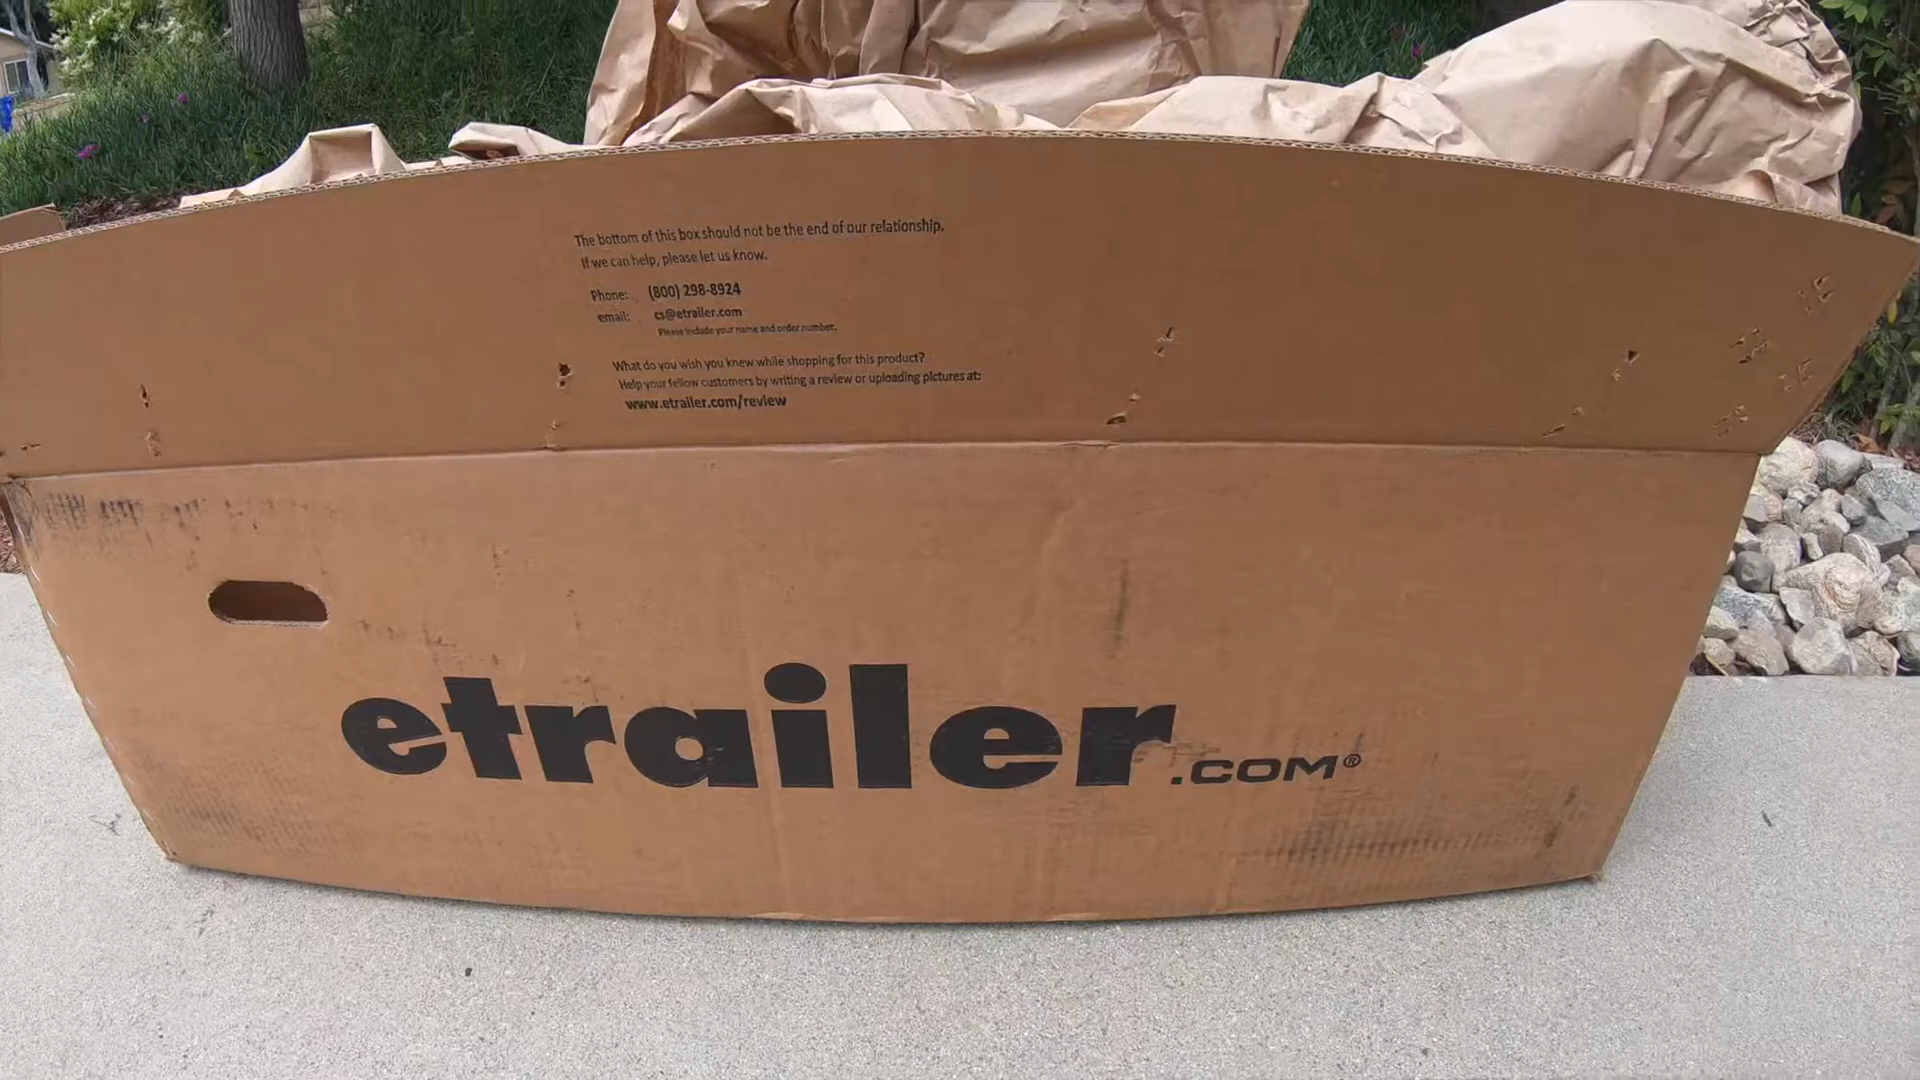 The bottom of this box should not be the end of our relationship.
If we can help, please let us know.
Phone: (800) 298-8924
email: cs@etrailer.com
Please include your name and order number.
What do you wish you knew while shopping for this product?
Help your fellow customers by writing a review or uploading pictures at:
www.etrailer.com/review
etrailer.com®